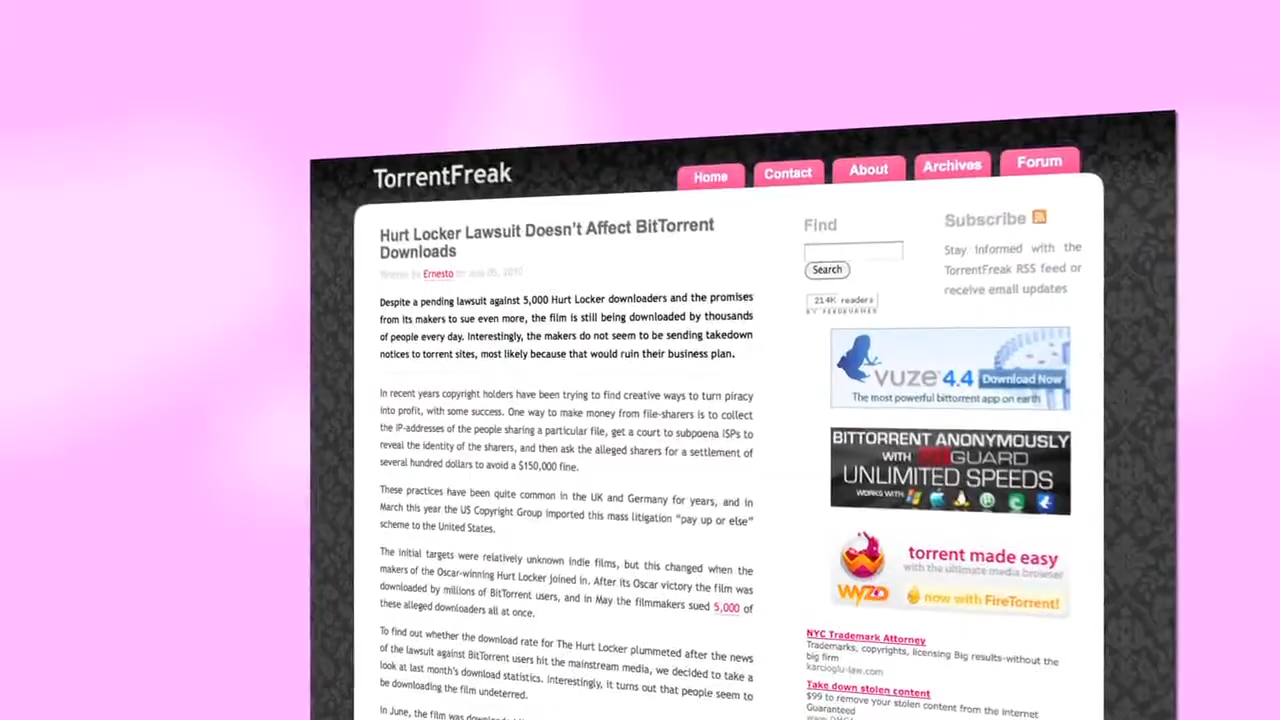 TorrentFreak
Home
Contact
About
Archives
Forum
Hurt Locker Lawsuit Doesn't Affect BitTorrent
Downloads
Ernesto
Despite a pending lawsuit against 5,000 Hurt Locker downloaders and the promises
from its makers to sue even more, the film is still being downloaded by thousands
of people every day. Interestingly, the makers do not seem to be sending takedown
notices to torrent sites, most likely because that would ruin their business plan.
In recent years copyright holders have been trying to find creative ways to turn piracy
into profit, with some success. One way to make money from file-sharers is to collect
the IP-addresses of the people sharing a particular file, get a court to subpoena ISPs to
reveal the identity of the sharers, and then ask the alleged sharers for a settlement of
several hundred dollars to avoid a $150,000 fine.
These practices have been quite common in the UK and Germany for years, and in
March this year the US Copyright Group imported this mass litigation "pay up or else"
scheme to the United States.
The initial targets were relatively unknown indie films, but this changed when the
makers of the Oscar-winning Hurt Locker joined in. After its Oscar victory the film was
downloaded by millions of BitTorrent users, and in May the filmmakers sued 5,000 of
these alleged downloaders all at once.
To find out whether the download rate for The Hurt Locker plummeted after the news
of the lawsuit against BitTorrent users hit the mainstream media, we decided to take a
look at last month's download statistics. Interestingly, it turns out that people seem to
be downloading the film undeterred.
In June, the film was
Find
Search
214K readers
BY FEEDBURNER
Subscribe
Stay informed with the
TorrentFreak RSS feed or
receive email updates
vuze 4.4 Download Now
The most powerful bittorrent app on earth
BITTORRENT ANONYMOUSLY
WITH GUARD
UNLIMITED SPEEDS
WORKS WITH
torrent made easy
with the ultimate media browser
WYZO now with FireTorrent!
NYC Trademark Attorney
Trademarks, copyrights, licensing Big results-without the
big firm
karcioglu-law.com
Take down stolen content
$99 to remove your stolen content from the Internet
Guaranteed